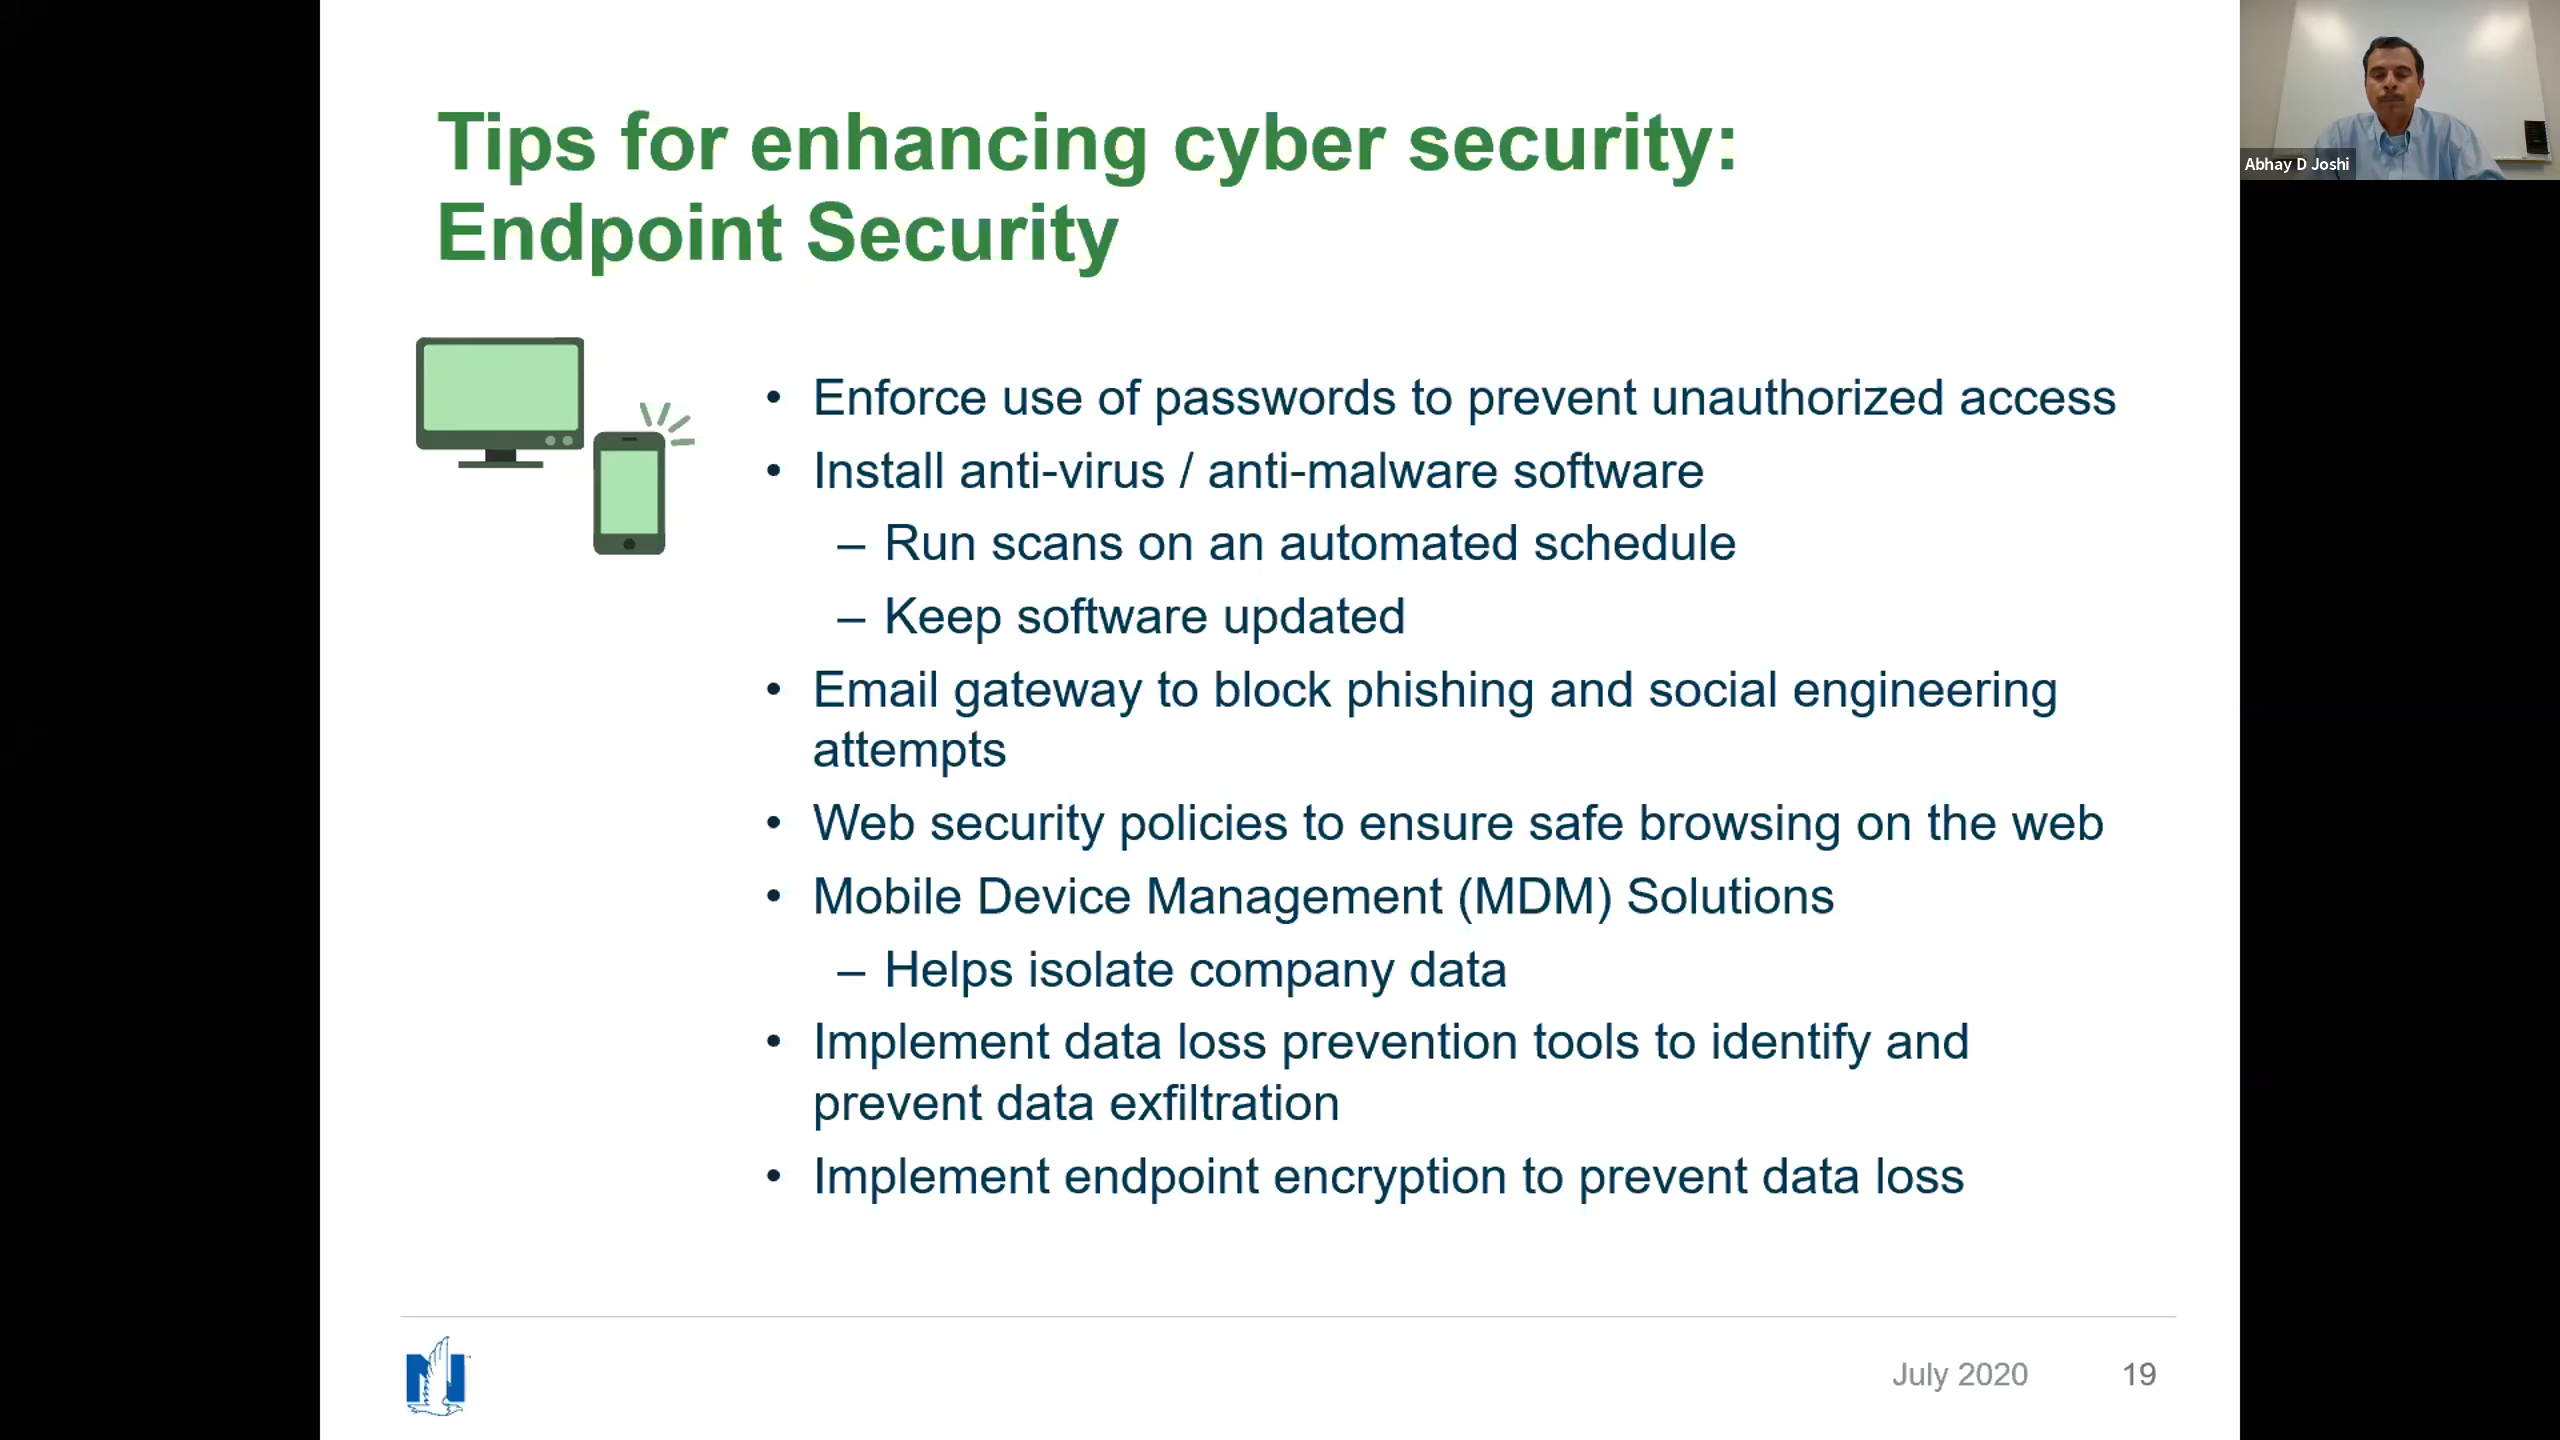 Tips for enhancing cyber security:
Endpoint Security
• Enforce use of passwords to prevent unauthorized access
• Install anti-virus / anti-malware software
– Run scans on an automated schedule
– Keep software updated
• Email gateway to block phishing and social engineering
attempts
• Web security policies to ensure safe browsing on the web
• Mobile Device Management (MDM) Solutions
– Helps isolate company data
• Implement data loss prevention tools to identify and
prevent data exfiltration
• Implement endpoint encryption to prevent data loss
N
July 2020 19
Abhay D Joshi